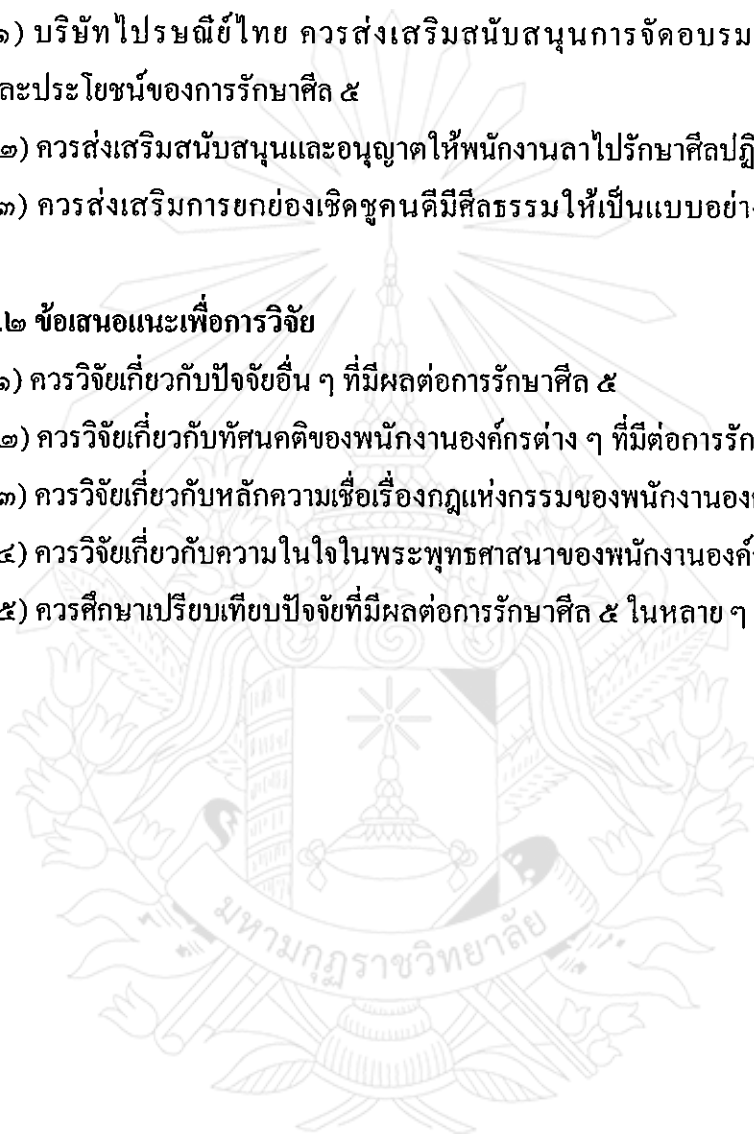 ๑) บริษัทไปรษณีย์ไทย ควรส่งเสริมสนับสนุนการจัดอบรม
ละประโยชน์ของการรักษาศีล ๕
๒) ควรส่งเสริมสนับสนุนและอนุญาตให้พนักงานลาไปรักษาศีลปฏิ
๓) ควรส่งเสริมการยกย่องเชิดชูคนดีมีศีลธรรมให้เป็นแบบอย่าง
.๒ ข้อเสนอแนะเพื่อการวิจัย
๑) ควรวิจัยเกี่ยวกับปัจจัยอื่น ๆ ที่มีผลต่อการรักษาศีล ๕
๒) ควรวิจัยเกี่ยวกับทัศนคติของพนักงานองค์กรต่าง ๆ ที่มีต่อการรัก
๓) ควรวิจัยเกี่ยวกับหลักความเชื่อเรื่องกฎแห่งกรรมของพนักงานอง
๔) ควรวิจัยเกี่ยวกับความในใจในพระพุทธศาสนาของพนักงานองค์
๕) ควรศึกษาเปรียบเทียบปัจจัยที่มีผลต่อการรักษาศีล ๕ ในหลาย ๆ
มหามกุฏราชวิทยาลัย